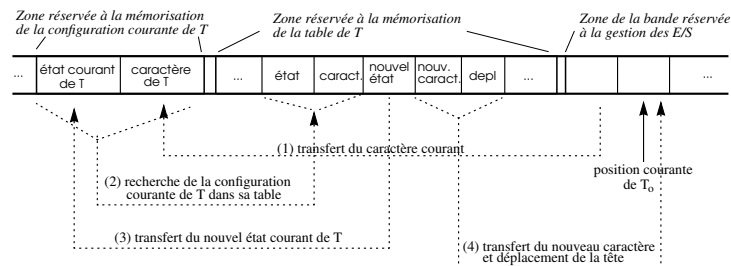 Zone réservée à la mémorisation
de la configuration courante de T
Zone réservée à la mémorisation
de la table de T
Zone de la bande réservée
à la gestion des E/S
...
état courant
de T
caractère
de T
...
état
caract.
nouvel
état
nouv.
caract.
depl
...
...
(1) transfert du caractère courant
(2) recherche de la configuration
courante de T dans sa table
position courante
de To
(3) transfert du nouvel état courant de T
(4) transfert du nouveau caractère
et déplacement de la tête